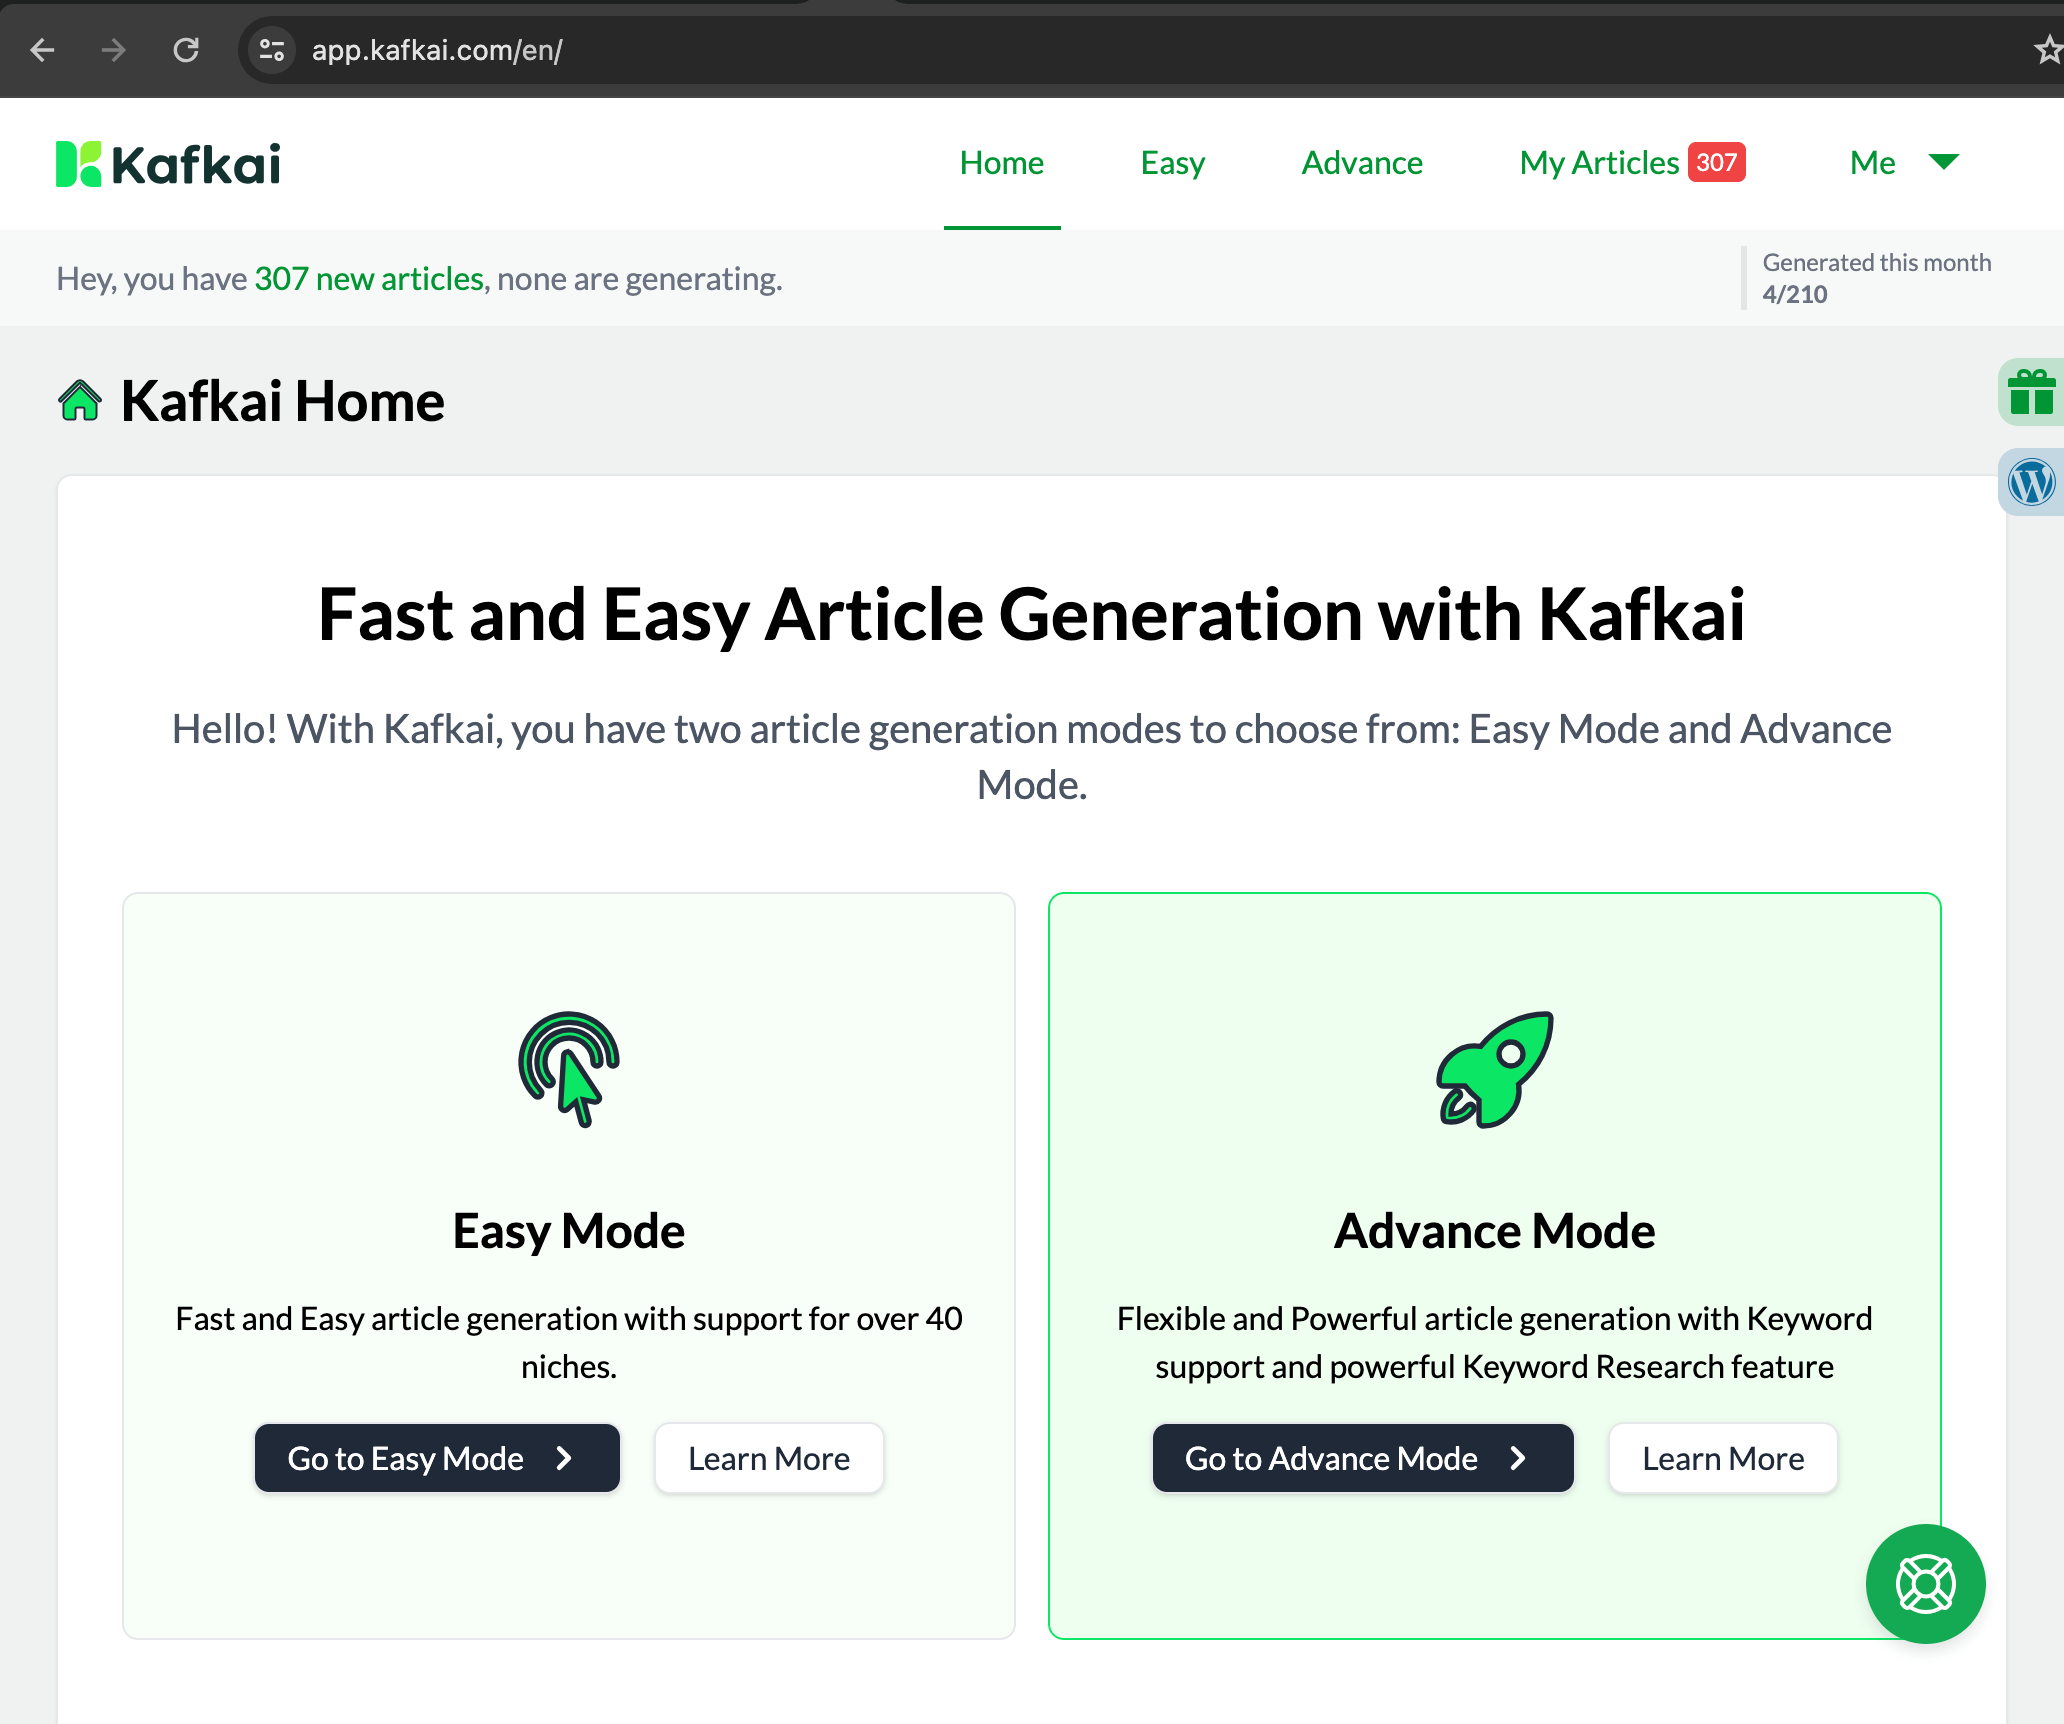 app.kafkai.com/en/
Kafkai
Home
Easy
Advance
My Articles 307
Me
Hey, you have 307 new articles, none are generating.
Generated this month
4/210
Kafkai Home
Fast and Easy Article Generation with Kafkai
Hello! With Kafkai, you have two article generation modes to choose from: Easy Mode and Advance
Mode.
Easy Mode
Fast and Easy article generation with support for over 40
niches.
Go to Easy Mode
Learn More
Advance Mode
Flexible and Powerful article generation with Keyword
support and powerful Keyword Research feature
Go to Advance Mode
Learn More